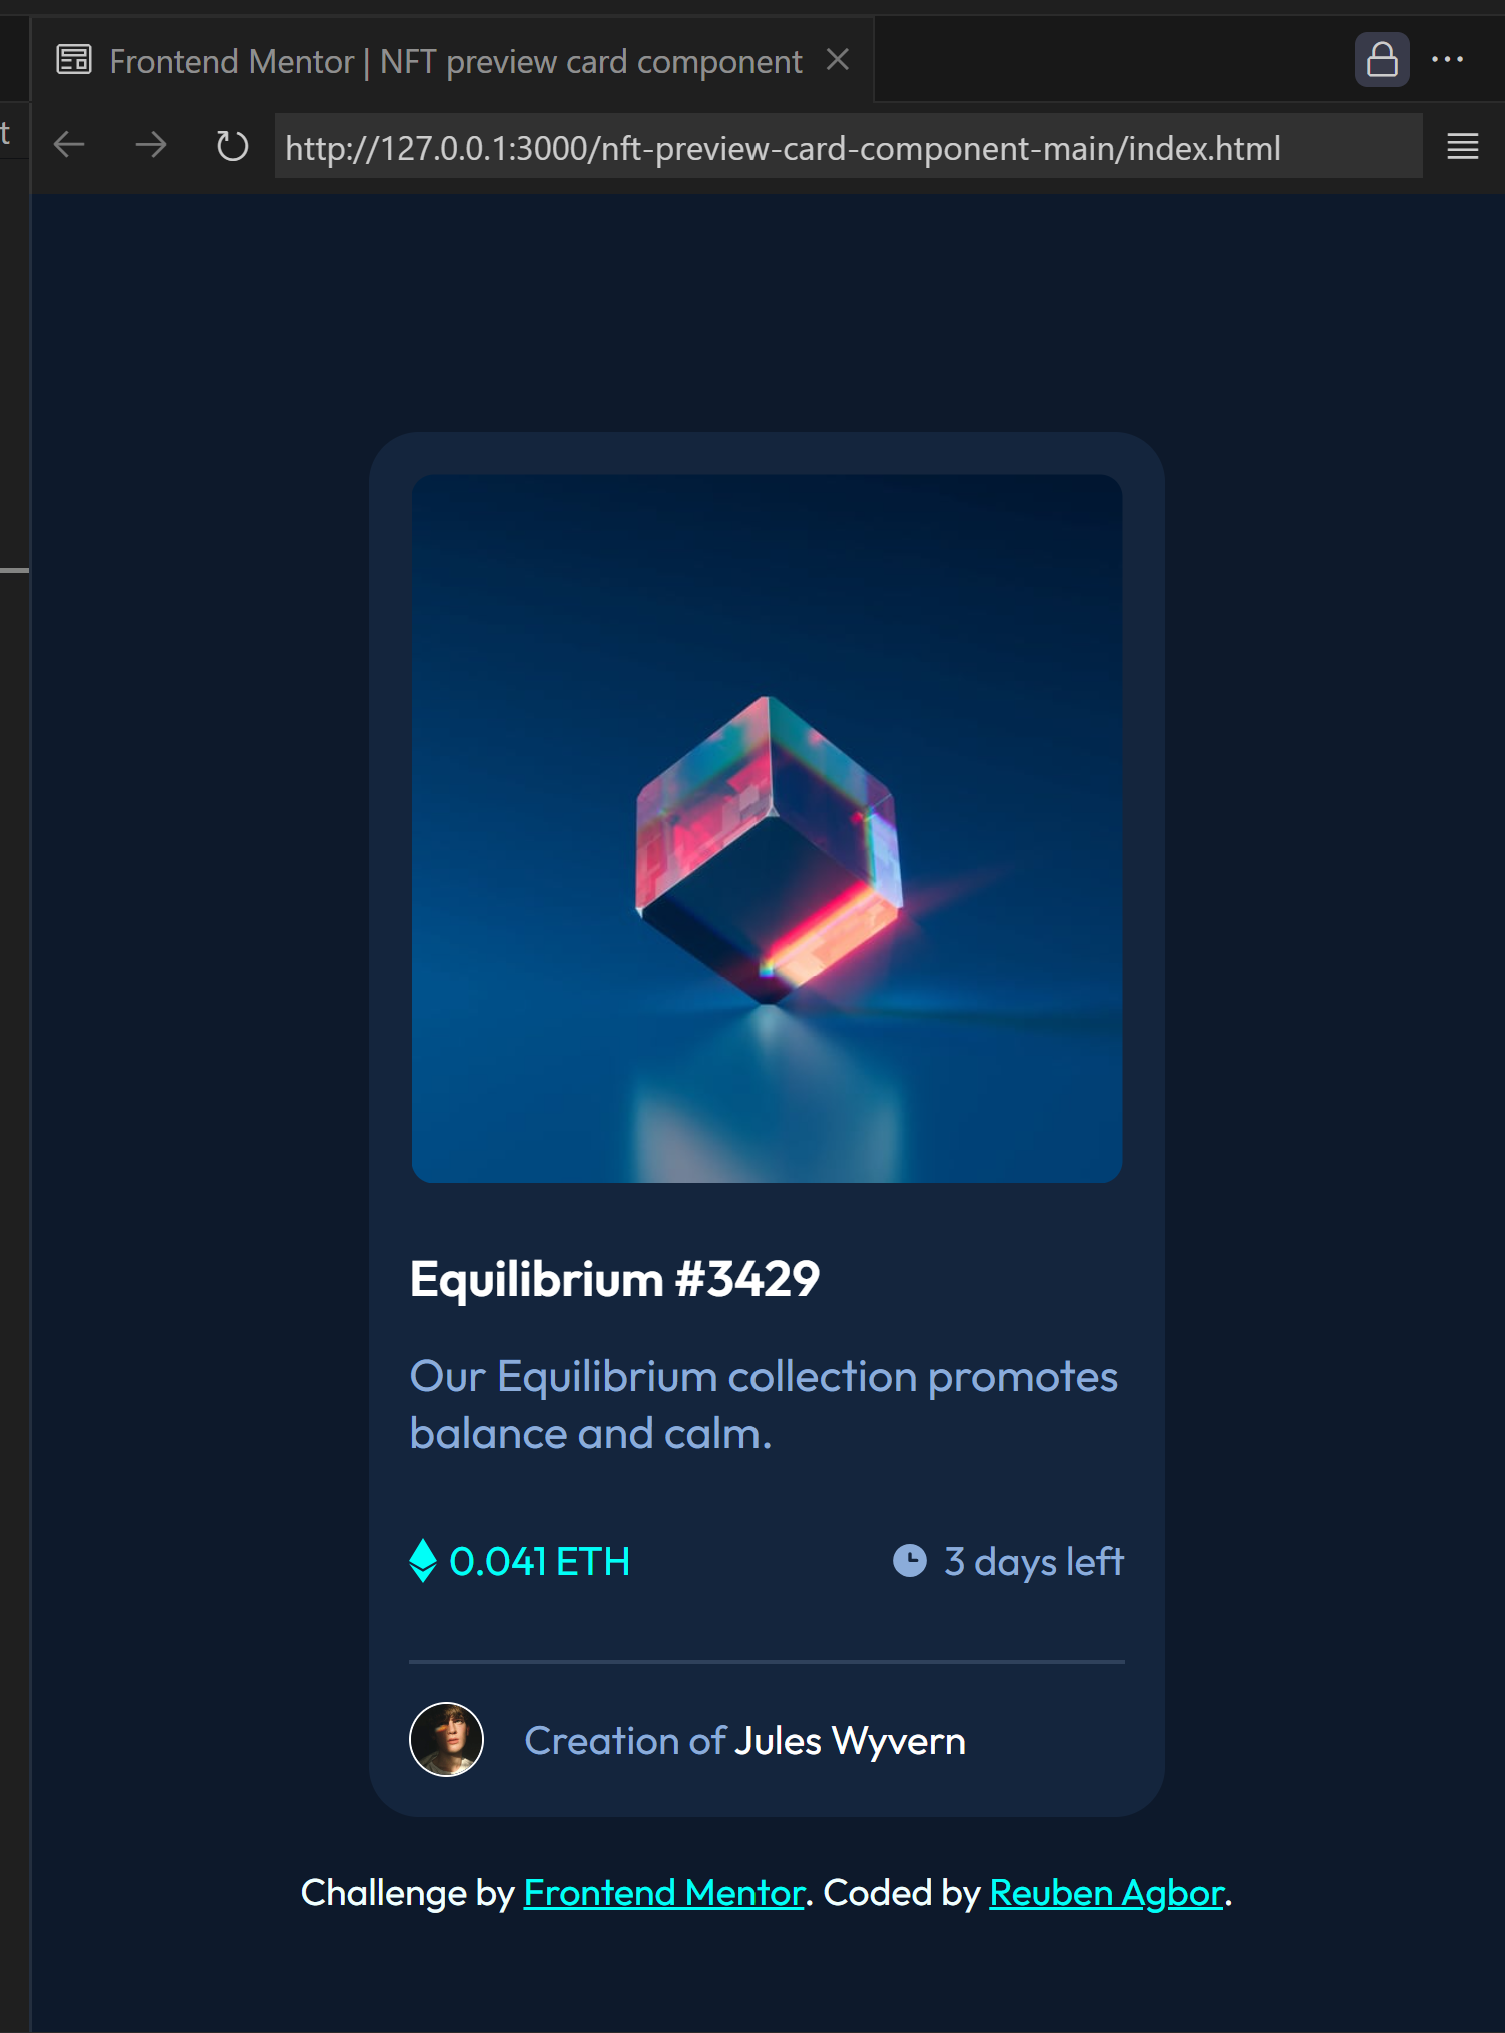 Frontend Mentor | NFT preview card component
t
http://127.0.0.1:3000/nft-preview-card-component-main/index.html
Equilibrium #3429
Our Equilibrium collection promotes
balance and calm.
0.041 ETH
3 days left
Creation of Jules Wyvern
Challenge by Frontend Mentor. Coded by Reuben Agbor.